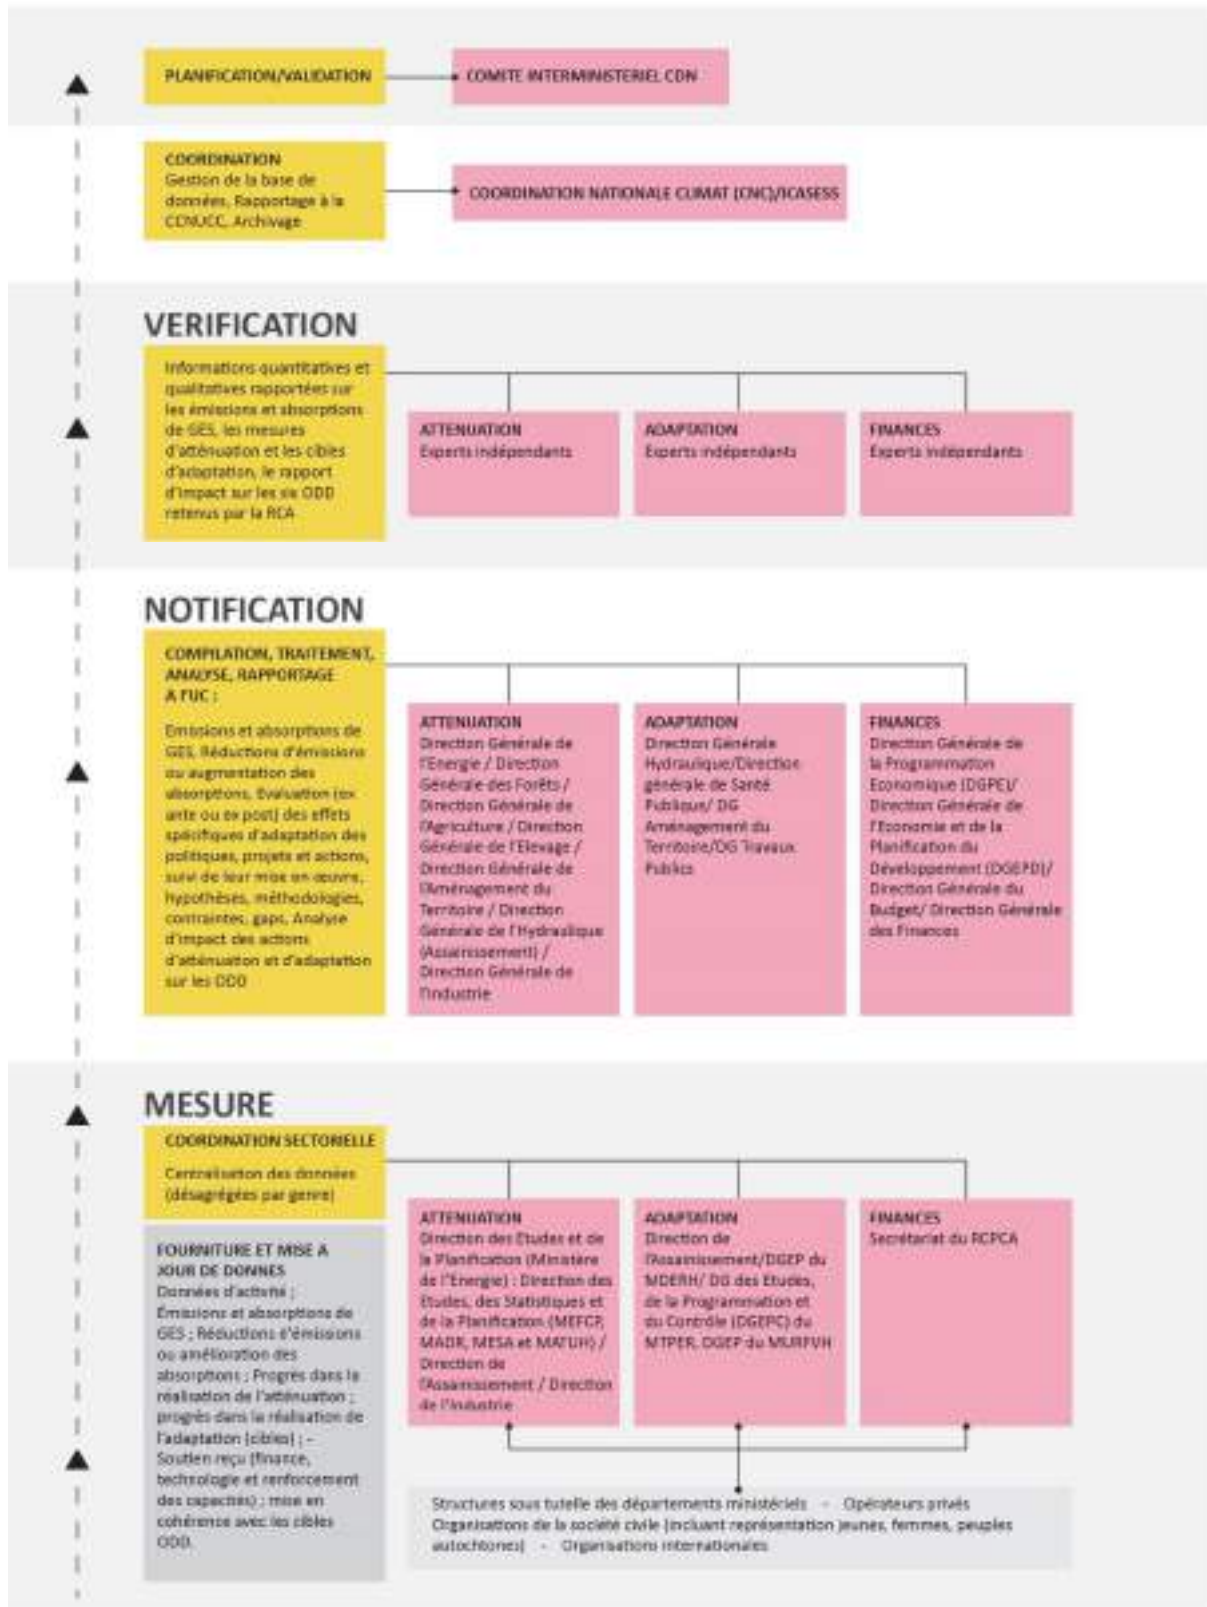 PLANIFICATION/VALIDATION
COMITE INTERMINISTERIEL CDN
COORDINATION
Gestion de la base de
données, Rapportage à la
CCNUCC, Archivage
COORDINATION NATIONALE CLIMAT (CNC)/ICASESS
VERIFICATION
Informations quantitatives et
qualitatives rapportées sur
les émissions et absorptions
de GES, les mesures
d'atténuation et les cibles
d'adaptation, le rapport
d'impact sur les six ODD
retenus par la RCA
ATTENUATION
Experts indépendants
ADAPTATION
Experts indépendants
FINANCES
Experts indépendants
NOTIFICATION
COMPILATION, TRAITEMENT,
ANALYSE, RAPPORTAGE
A l'UC :
Emissions et absorptions de
GES, Réductions d'émissions
ou augmentation des
absorptions, Evaluation (ex
ante ou ex post) des effets
spécifiques d'adaptation des
politiques, projets et actions,
suivi de leur mise en œuvre,
hypothèses, méthodologies,
contraintes, gaps, Analyse
d'impact des actions
d'atténuation et d'adaptation
sur les ODD
ATTENUATION
Direction Générale de
l'Energie / Direction
Générale des Forêts /
Direction Générale de
l'Agriculture / Direction
Générale de l'Elevage /
Direction Générale de
l'Aménagement du
Territoire / Direction
Générale de l'Hydraulique
(Assainissement) /
Direction Générale de
l'Industrie
ADAPTATION
Direction Générale
Hydraulique/Direction
générale de Santé
Publique/ DG
Aménagement du
Territoire/DG Travaux
Publics
FINANCES
Direction Générale de
la Programmation
Economique (DGPE)/
Direction Générale de
l'Economie et de la
Planification du
Développement (DGEPD)/
Direction Générale du
Budget/ Direction Générale
des Finances
MESURE
COORDINATION SECTORIELLE
Centralisation des données
(désagrégées par genre)
FOURNITURE ET MISE A
JOUR DE DONNES
Données d'activité ;
Émissions et absorptions de
GES ; Réductions d'émissions
ou amélioration des
absorptions ; Progrès dans la
réalisation de l'atténuation ;
progrès dans la réalisation de
l'adaptation (cibles) ; -
Soutien reçu (finance,
technologie et renforcement
des capacités) ; mise en
cohérence avec les cibles
ODD.
ATTENUATION
Direction des Etudes et de
la Planification (Ministère
de l'Energie) : Direction des
Etudes, des Statistiques et
de la Planification (MEFCP,
MADR, MESA et MATUH) /
Direction de
l'Assainissement / Direction
de l'Industrie
ADAPTATION
Direction de
l'Assainissement/DGEP du
MDERH/ DG des Etudes,
de la Programmation et
du Contrôle (DGEPC) du
MTPER, DGEP du MURFVH
FINANCES
Secrétariat du RCPCA
Structures sous tutelle des départements ministériels - Opérateurs privés
Organisations de la société civile (incluant représentation jeunes, femmes, peuples
autochtones) - Organisations internationales